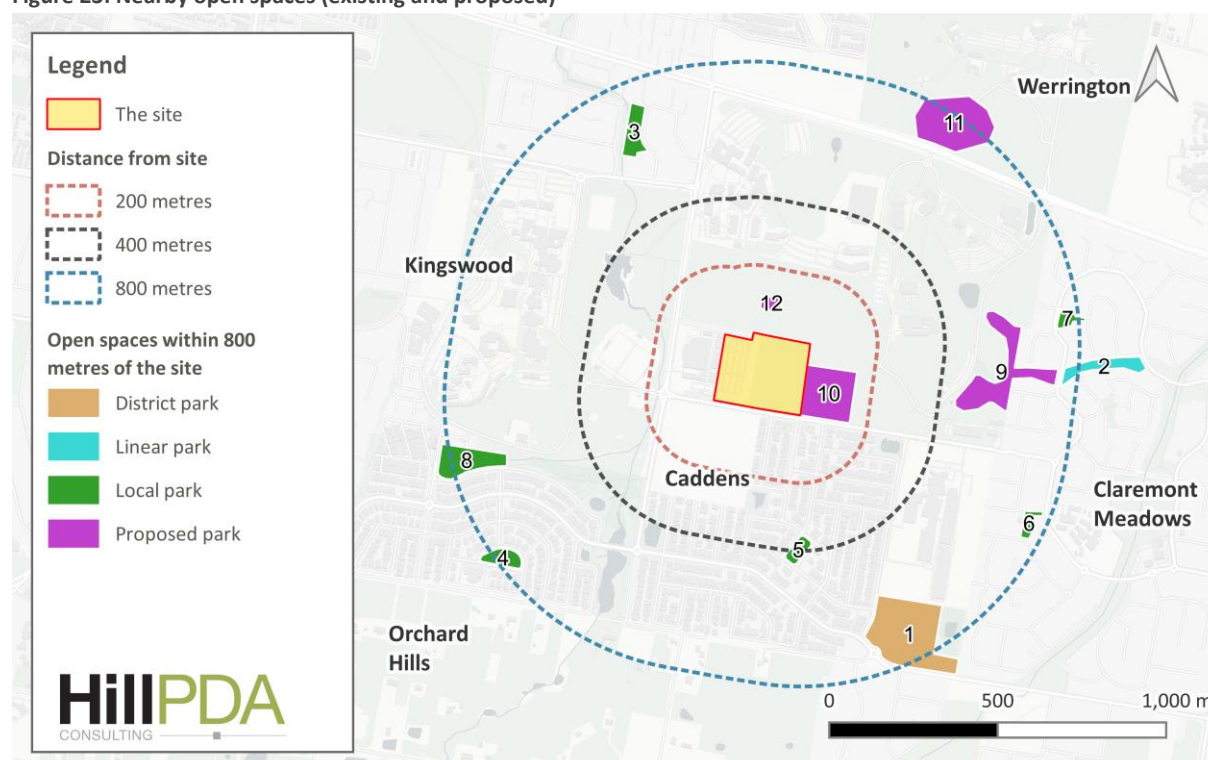 Figure 25: Nearby open spaces (existing and proposed)
Legend
The site
Distance from site
200 metres
400 metres
800 metres
Open spaces within 800
metres of the site
District park
Linear park
Local park
Proposed park
HillPDA
CONSULTING
Werrington
11
3
Kingswood
12
7
2
9
10
8
Caddens
Claremont
Meadows
6
5
4
Orchard
Hills
1
0 500 1,000 m